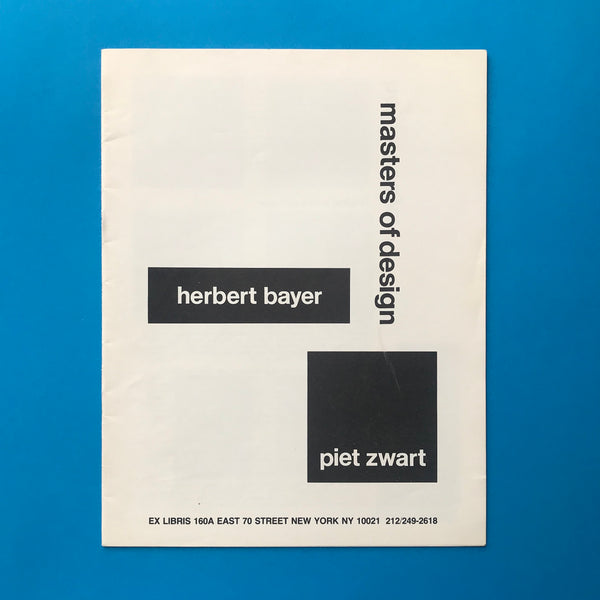 masters of design
herbert bayer
piet zwart
EX LIBRIS 160A EAST 70 STREET NEW YORK NY 10021 212/249-2618